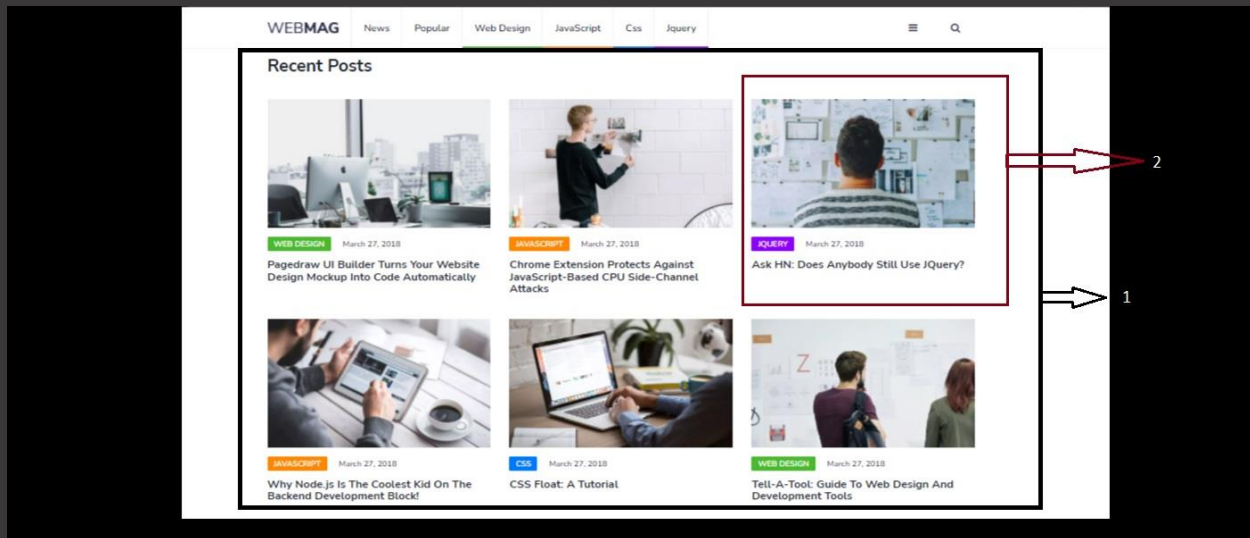 WEBMAG News Popular Web Design JavaScript Css Jquery
Recent Posts
WEB DESIGN March 27, 2018
Pagedraw UI Builder Turns Your Website
Design Mockup Into Code Automatically
JAVASCRIPT March 27, 2018
Chrome Extension Protects Against
JavaScript-Based CPU Side-Channel
Attacks
JQUERY March 27, 2018
Ask HN: Does Anybody Still Use JQuery?
2
1
Z
JAVASCRIPT March 27, 2018
Why Node.js Is The Coolest Kid On The
Backend Development Block!
CSS March 27, 2018
CSS Float: A Tutorial
WEB DESIGN March 27, 2018
Tell-A-Tool: Guide To Web Design And
Development Tools